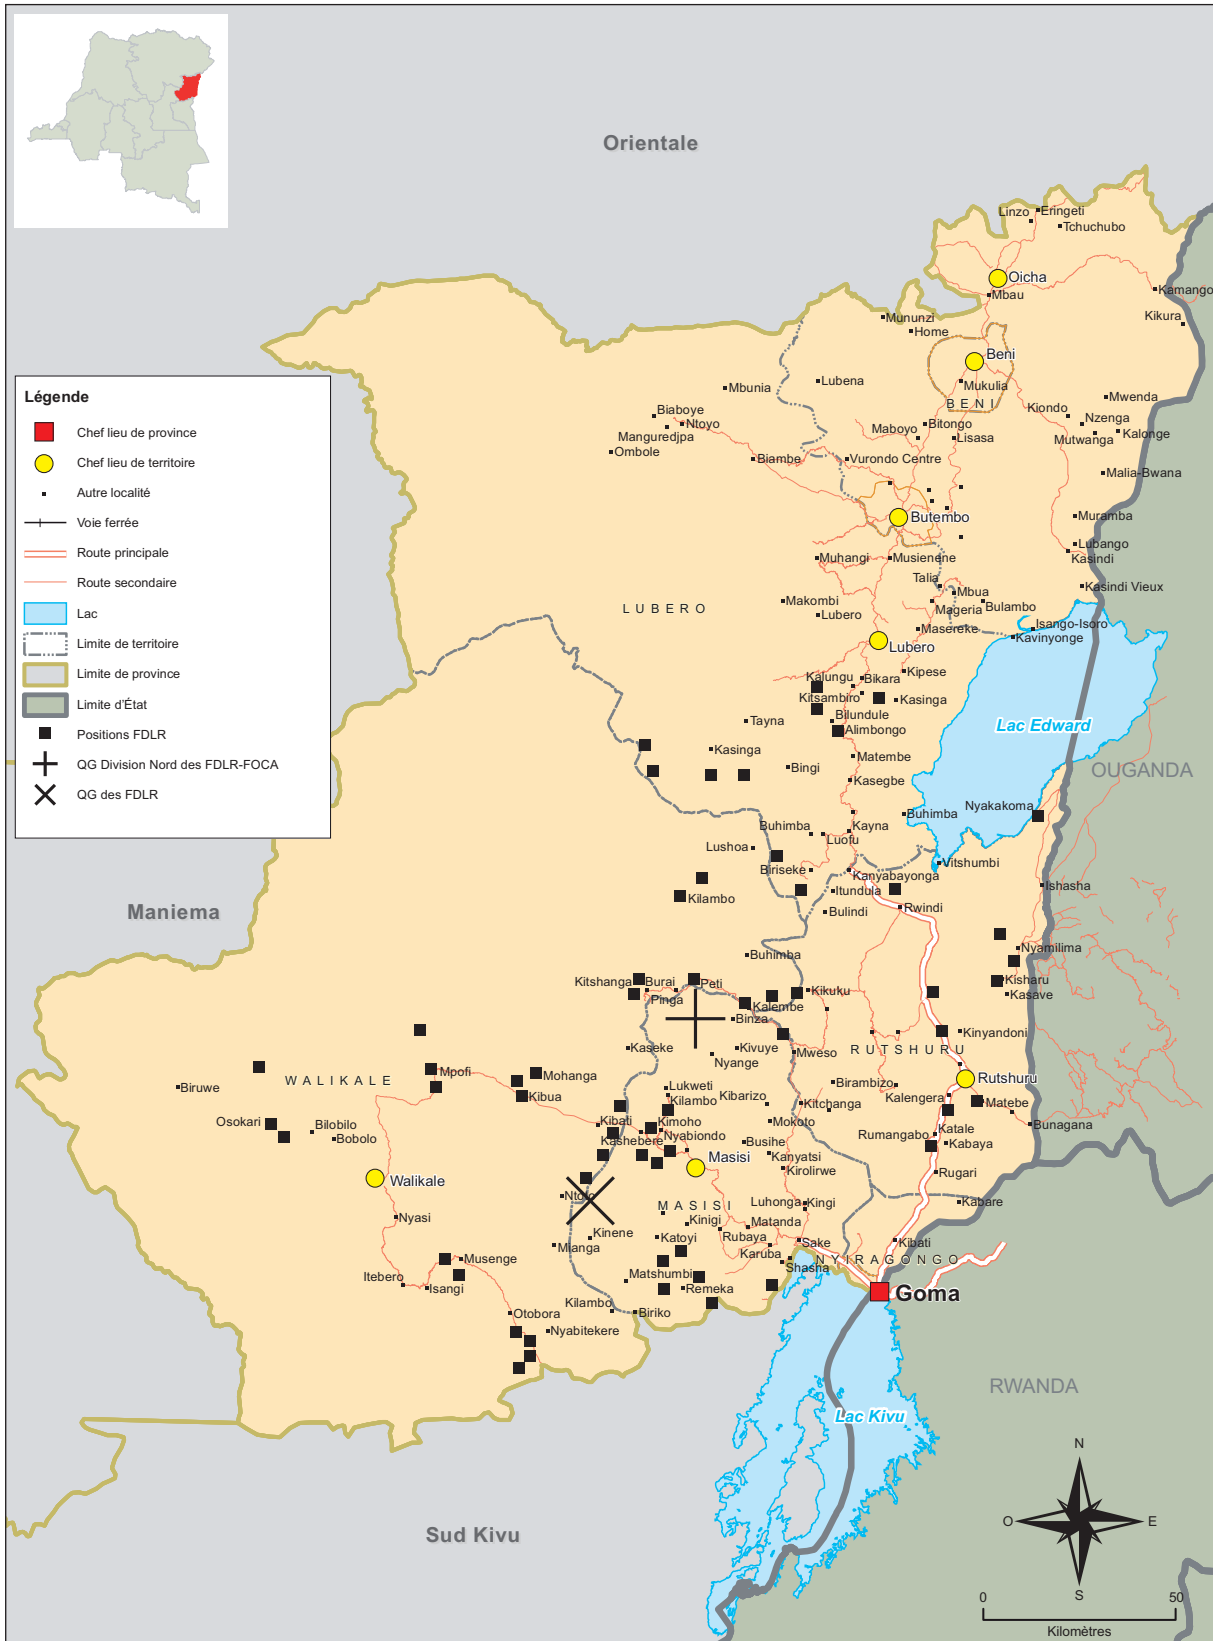 Orientale
Linzo
Eringeti
Tchuchubo
Oicha
Mbau
Kamango
Kikura
Mununzi
Home
Beni
Mbunia
Lubena
Mukulia
BENI
Mwenda
Biaboye
Ntoyo
Manguredjpa
Ombole
Biambe
Maboyo
Bitongo
Lisasa
Kiondo
Nzenga
Mutwanga
Kalonge
Vurondo Centre
Malia-Bwana
Butembo
Muramba
Lubango
Kasindi
Muhangi
Musienene
Talia
Mbua
Kasindi Vieux
LUBERO
Makombi
Lubero
Mageria
Bulambo
Masereke
Isango-Isoro
Kavinyonge
Lubero
Kalungu
Bikara
Kipese
Kitsambiro
Kasinga
Tayna
Bilundule
Alimbongo
Lac Edward
Kasinga
Matembe
Bingi
Kasegbe
OUGANDA
Nyakakoma
Buhimba
Buhimba
Kayna
Luofu
Lushoa
Vitshumbi
Biriseke
Kanyabayonga
Kilambo
Itundula
Ishasha
Bulindi
Rwindi
Maniema
Nyamilima
Buhimba
Kitshanga
Burai
Peti
Kisharu
Kasave
Pinga
Kikuku
Kalembe
Binza
Kinyandoni
Kaseke
Kivuye
Nyange
Mweso
RUTSHURU
Biruwe
WALIKALE
Mpofi
Mohanga
Kibua
Lukweti
Kilambo
Kibarizo
Birambizo
Rutshuru
Kitchanga
Kalengera
Matebe
Osokari
Bilobilo
Bobolo
Kibati
Kimoho
Mokoto
Bunagana
Kashebere
Nyabiondo
Rumangabo
Katale
Kabaya
Busihe
Masisi
Kanyatsi
Kirolirwe
Rugari
Walikale
Ntoto
MASISI
Luhonga
Kingi
Kabare
Nyasi
Kinigi
Matanda
Kinene
Katoyi
Rubaya
Sake
Kibati
Mianga
Karuba
NYIRAGONGO
Musenge
Shasha
Itebero
Isangi
Matshumbi
Remeka
Goma
Kilambo
Biriko
Otobora
Nyabitekere
RWANDA
Lac Kivu
Sud Kivu
Légende
Chef lieu de province
Chef lieu de territoire
Autre localité
Voie ferrée
Route principale
Route secondaire
Lac
Limite de territoire
Limite de province
Limite d'État
Positions FDLR
QG Division Nord des FDLR-FOCA
QG des FDLR
N
O
E
S
0
50
Kilomètres